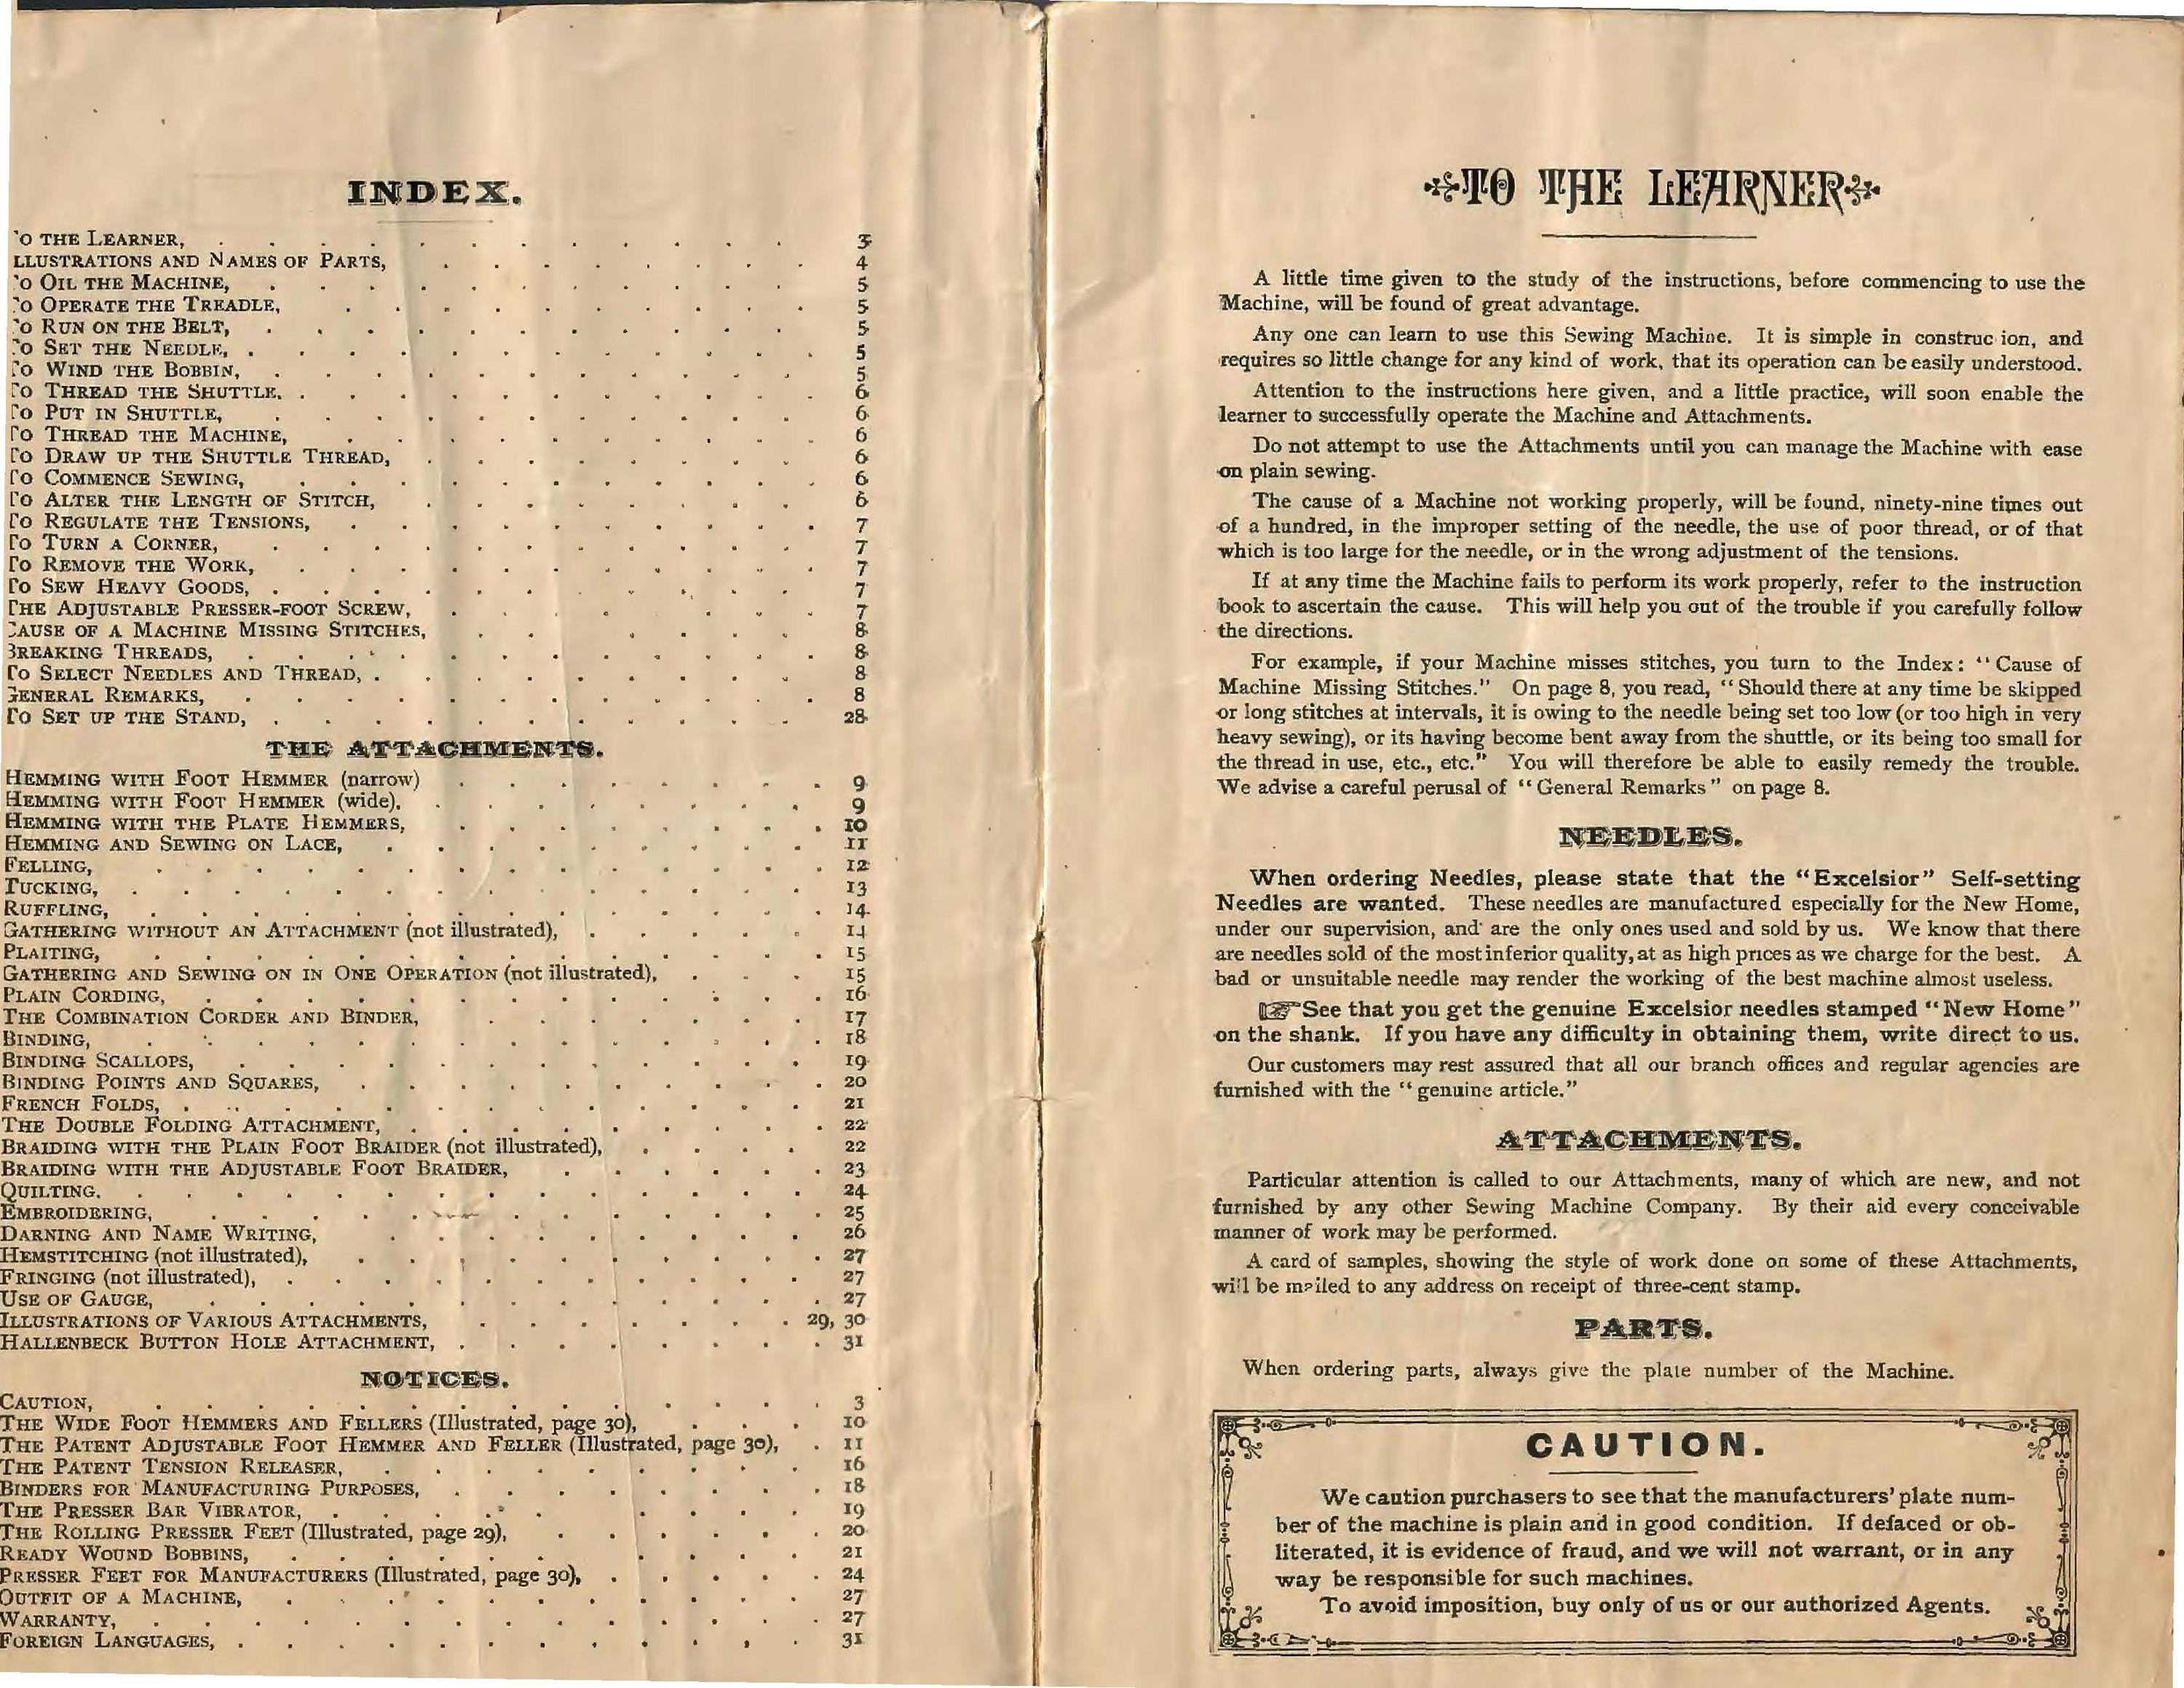 INDEX.
'O THE LEARNER, 3
LLUSTRATIONS AND NAMES OF PARTS, 4
'O OIL THE MACHINE, 5
'O OPERATE THE TREADLE, 5
'O RUN ON THE BELT, 5
'O SET THE NEEDLE, 5
TO WIND THE BOBBIN, 5
TO THREAD THE SHUTTLE, 6
TO PUT IN SHUTTLE, 6
TO THREAD THE MACHINE, 6
TO DRAW UP THE SHUTTLE THREAD, 6
TO COMMENCE SEWING, 6
TO ALTER THE LENGTH OF STITCH, 6
TO REGULATE THE TENSIONS, 7
TO TURN A CORNER, 7
TO REMOVE THE WORK, 7
TO SEW HEAVY GOODS, 7
THE ADJUSTABLE PRESSER-FOOT SCREW, 7
CAUSE OF A MACHINE MISSING STITCHES, 8
BREAKING THREADS, 8
TO SELECT NEEDLES AND THREAD, 8
GENERAL REMARKS, 8
TO SET UP THE STAND, 28
THE ATTACHMENTS.
HEMMING WITH FOOT HEMMER (narrow) 9
HEMMING WITH FOOT HEMMER (wide), 9
HEMMING WITH THE PLATE HEMMERS, 10
HEMMING AND SEWING ON LACE, 11
FELLING, 12
TUCKING, 13
RUFFLING, 14
GATHERING WITHOUT AN ATTACHMENT (not illustrated), 14
PLAITING, 15
GATHERING AND SEWING ON IN ONE OPERATION (not illustrated), 15
PLAIN CORDING, 16
THE COMBINATION CORDER AND BINDER, 17
BINDING, 18
BINDING SCALLOPS, 19
BINDING POINTS AND SQUARES, 20
FRENCH FOLDS, 21
THE DOUBLE FOLDING ATTACHMENT, 22
BRAIDING WITH THE PLAIN FOOT BRAIDER (not illustrated), 22
BRAIDING WITH THE ADJUSTABLE FOOT BRAIDER, 23
QUILTING. 24
EMBROIDERING, 25
DARNING AND NAME WRITING, 26
HEMSTITCHING (not illustrated), 27
FRINGING (not illustrated), 27
USE OF GAUGE, 27
ILLUSTRATIONS OF VARIOUS ATTACHMENTS, 29, 30
HALLENBECK BUTTON HOLE ATTACHMENT, 31
NOTICES.
CAUTION, 3
THE WIDE FOOT HEMMERS AND FELLERS (Illustrated, page 30), 10
THE PATENT ADJUSTABLE FOOT HEMMER AND FELLER (Illustrated, page 30), 11
THE PATENT TENSION RELEASER, 16
BINDERS FOR MANUFACTURING PURPOSES, 18
THE PRESSER BAR VIBRATOR, 19
THE ROLLING PRESSER FEET (Illustrated, page 29), 20
READY WOUND BOBBINS, 21
PRESSER FEET FOR MANUFACTURERS (Illustrated, page 30), 24
OUTFIT OF A MACHINE, 27
WARRANTY, 27
FOREIGN LANGUAGES, 31
TO THE LEARNER
A little time given to the study of the instructions, before commencing to use the
Machine, will be found of great advantage.
Any one can learn to use this Sewing Machine. It is simple in construc ion, and
requires so little change for any kind of work, that its operation can be easily understood.
Attention to the instructions here given, and a little practice, will soon enable the
learner to successfully operate the Machine and Attachments.
Do not attempt to use the Attachments until you can manage the Machine with ease
on plain sewing.
The cause of a Machine not working properly, will be found, ninety-nine times out
of a hundred, in the improper setting of the needle, the use of poor thread, or of that
which is too large for the needle, or in the wrong adjustment of the tensions.
If at any time the Machine fails to perform its work properly, refer to the instruction
book to ascertain the cause. This will help you out of the trouble if you carefully follow
the directions.
For example, if your Machine misses stitches, you turn to the Index: "Cause of
Machine Missing Stitches." On page 8, you read, "Should there at any time be skipped
or long stitches at intervals, it is owing to the needle being set too low (or too high in very
heavy sewing), or its having become bent away from the shuttle, or its being too small for
the thread in use, etc., etc." You will therefore be able to easily remedy the trouble.
We advise a careful perusal of "General Remarks" on page 8.
NEEDLES.
When ordering Needles, please state that the "Excelsior" Self-setting
Needles are wanted. These needles are manufactured especially for the New Home,
under our supervision, and are the only ones used and sold by us. We know that there
are needles sold of the most inferior quality, at as high prices as we charge for the best. A
bad or unsuitable needle may render the working of the best machine almost useless.
☞See that you get the genuine Excelsior needles stamped "New Home"
on the shank. If you have any difficulty in obtaining them, write direct to us.
Our customers may rest assured that all our branch offices and regular agencies are
furnished with the "genuine article."
ATTACHMENTS.
Particular attention is called to our Attachments, many of which are new, and not
furnished by any other Sewing Machine Company. By their aid every conceivable
manner of work may be performed.
A card of samples, showing the style of work done on some of these Attachments,
will be mailed to any address on receipt of three-cent stamp.
PARTS.
When ordering parts, always give the plate number of the Machine.
CAUTION.
We caution purchasers to see that the manufacturers' plate num-
ber of the machine is plain and in good condition. If defaced or ob-
literated, it is evidence of fraud, and we will not warrant, or in any
way be responsible for such machines.
To avoid imposition, buy only of us or our authorized Agents.